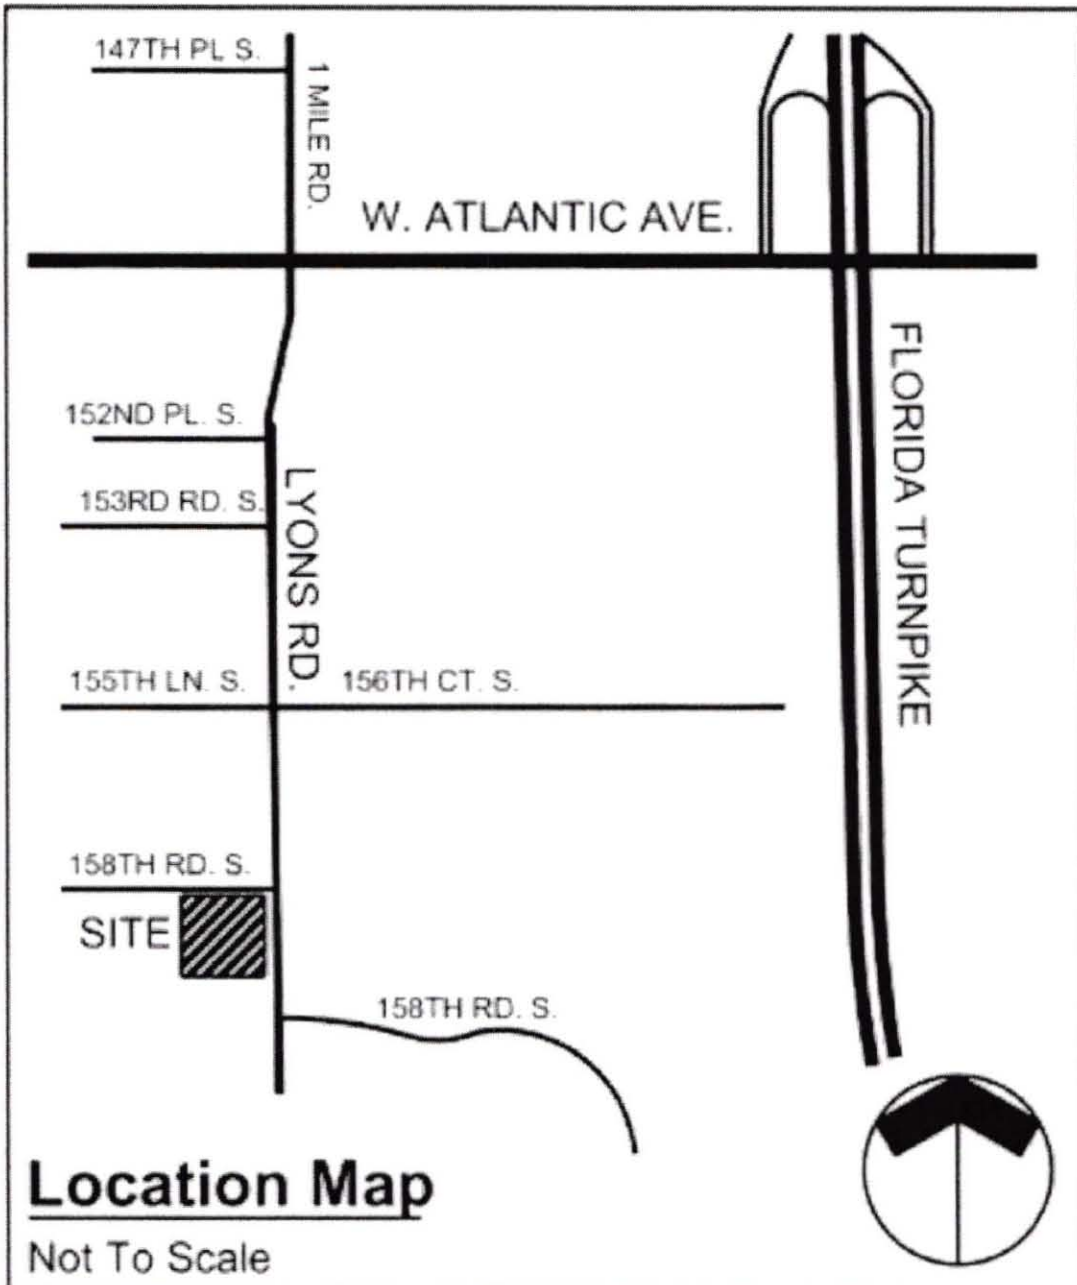 147TH PL S.
1 MILE RD.
W. ATLANTIC AVE.
FLORIDA TURNPIKE
152ND PL. S.
LYONS RD.
153RD RD. S.
155TH LN. S.
156TH CT. S.
158TH RD. S.
SITE
158TH RD. S.
Location Map
Not To Scale